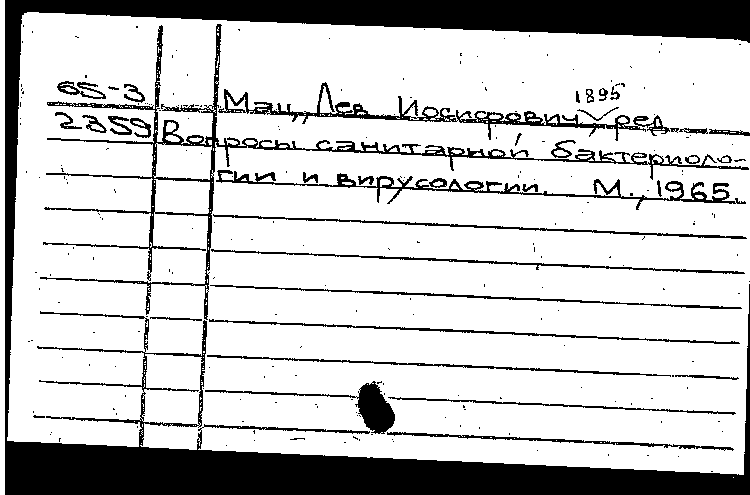 1895
65-3 Мац, Лев Иосифович, ред.
2359 Вопросы санитарной бактериоло-
гии и вирусологии. М., 1965.